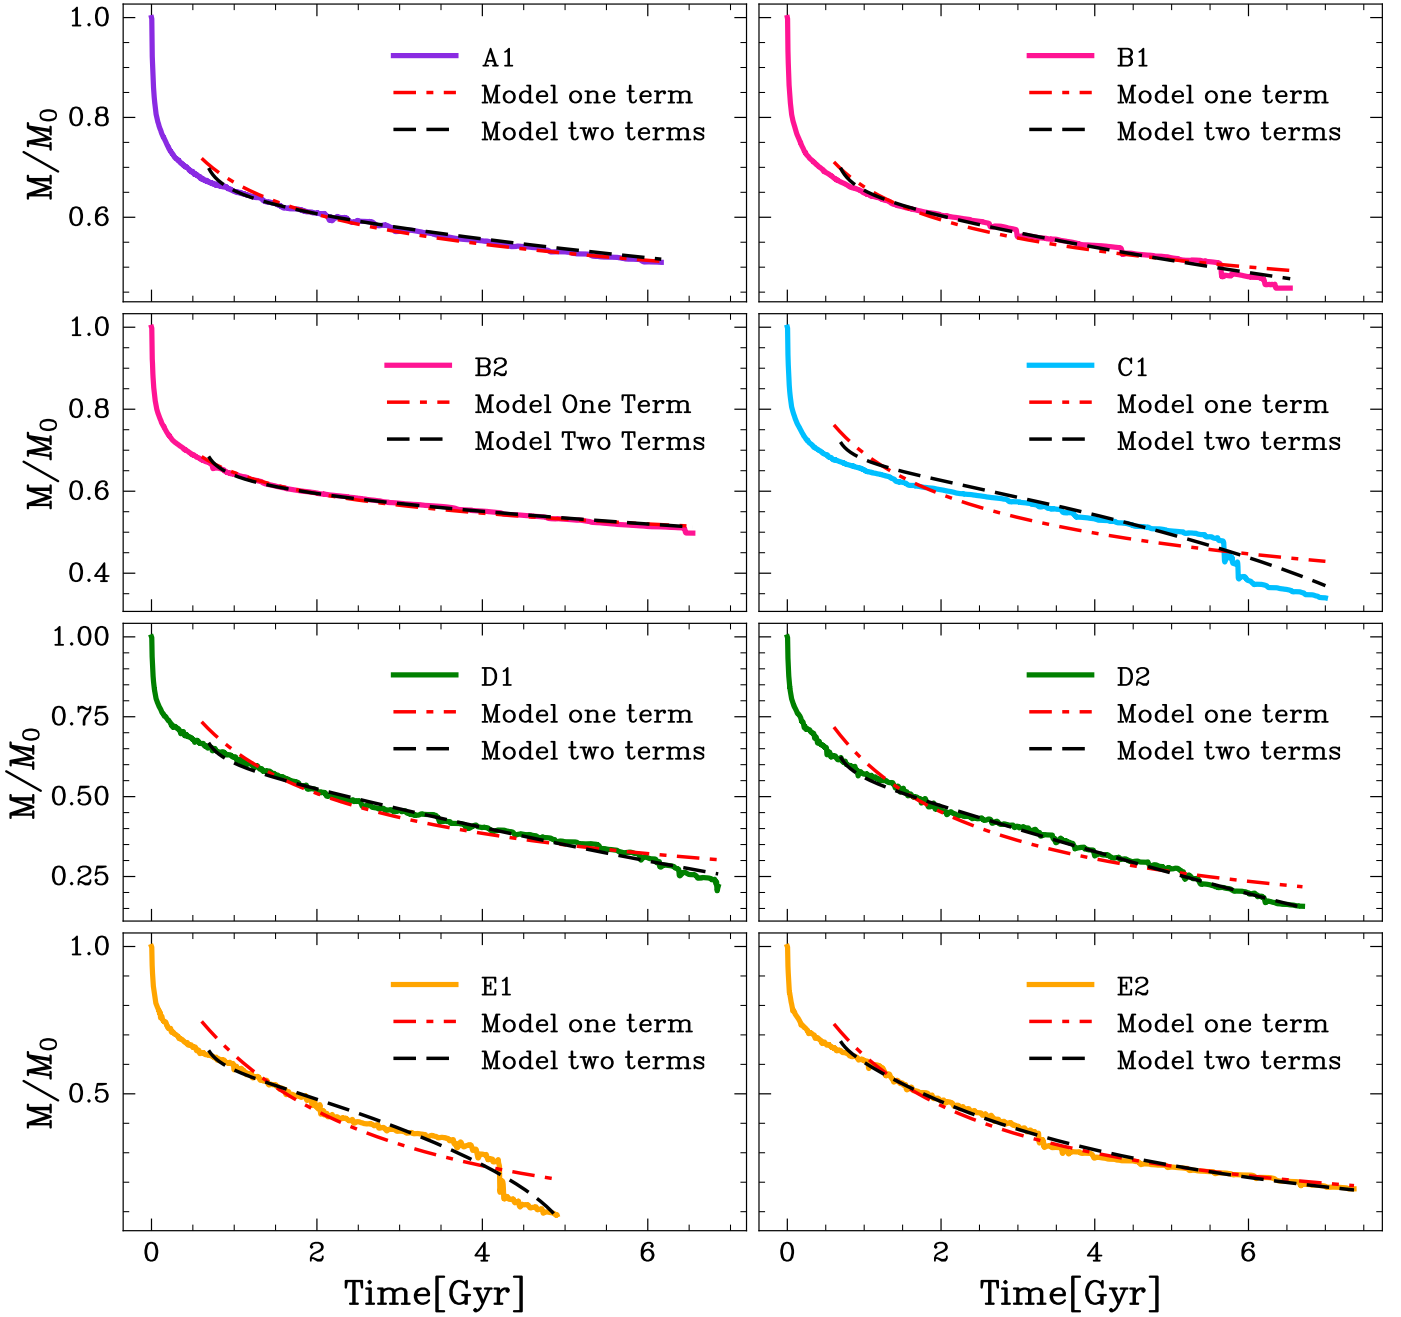 1.0
0.8
0.6
M/M0
A1
Model one term
Model two terms
B1
Model one term
Model two terms
1.0
0.8
0.6
0.4
M/M0
B2
Model One Term
Model Two Terms
C1
Model one term
Model two terms
1.00
0.75
0.50
0.25
M/M0
D1
Model one term
Model two terms
D2
Model one term
Model two terms
1.0
0.5
M/M0
E1
Model one term
Model two terms
E2
Model one term
Model two terms
0 2 4 6
0 2 4 6
Time[Gyr]
Time[Gyr]